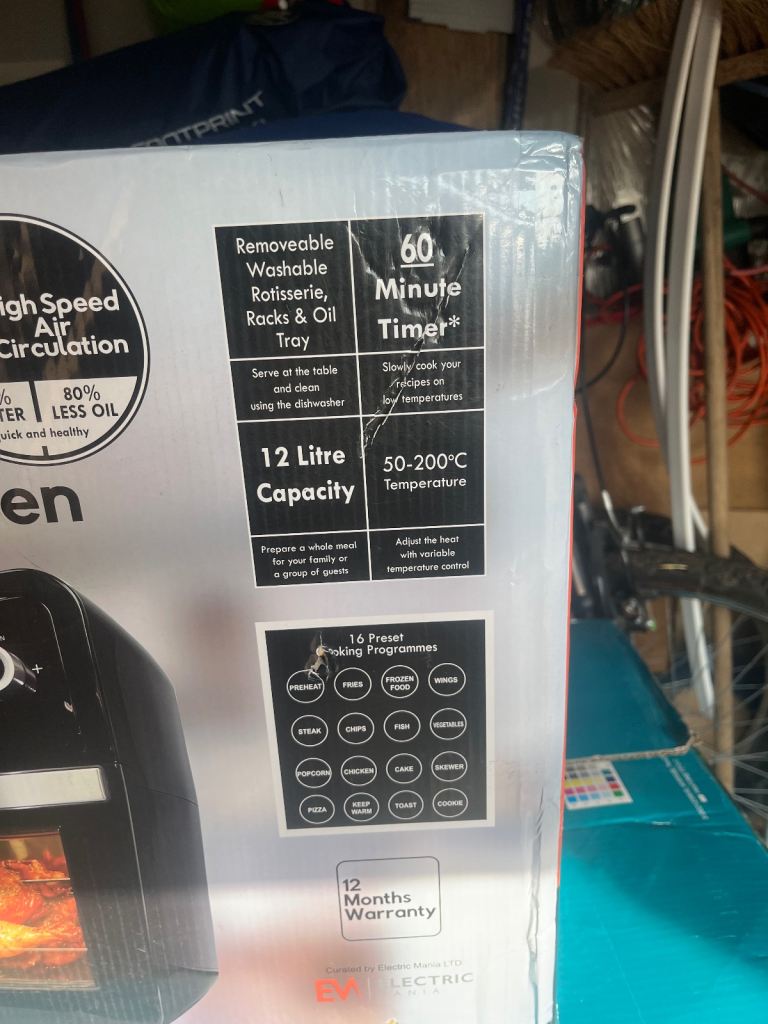 OOTPRINT
igh Speed
Air
Circulation
%
TER
80%
LESS OIL
uick and healthy
en
Removeable
Washable
Rotisserie,
Racks & Oil
Tray
60
Minute
Timer*
Serve at the table
and clean
using the dishwasher
Slowly cook your
recipes on
low temperatures
12 Litre
Capacity
50-200°C
Temperature
Prepare a whole meal
for your family or
a group of guests
Adjust the heat
with variable
temperature control
16 Preset
oking Programmes
PREHEAT
FRIES
FROZEN
FOOD
WINGS
STEAK
CHIPS
FISH
VEGETABLES
POPCORN
CHICKEN
CAKE
SKEWER
PIZZA
KEEP
WARM
TOAST
COOKIE
N
+
12
Months
Warranty
Curated by Electric Mania LTD.
EM ELECTRIC
MANIA